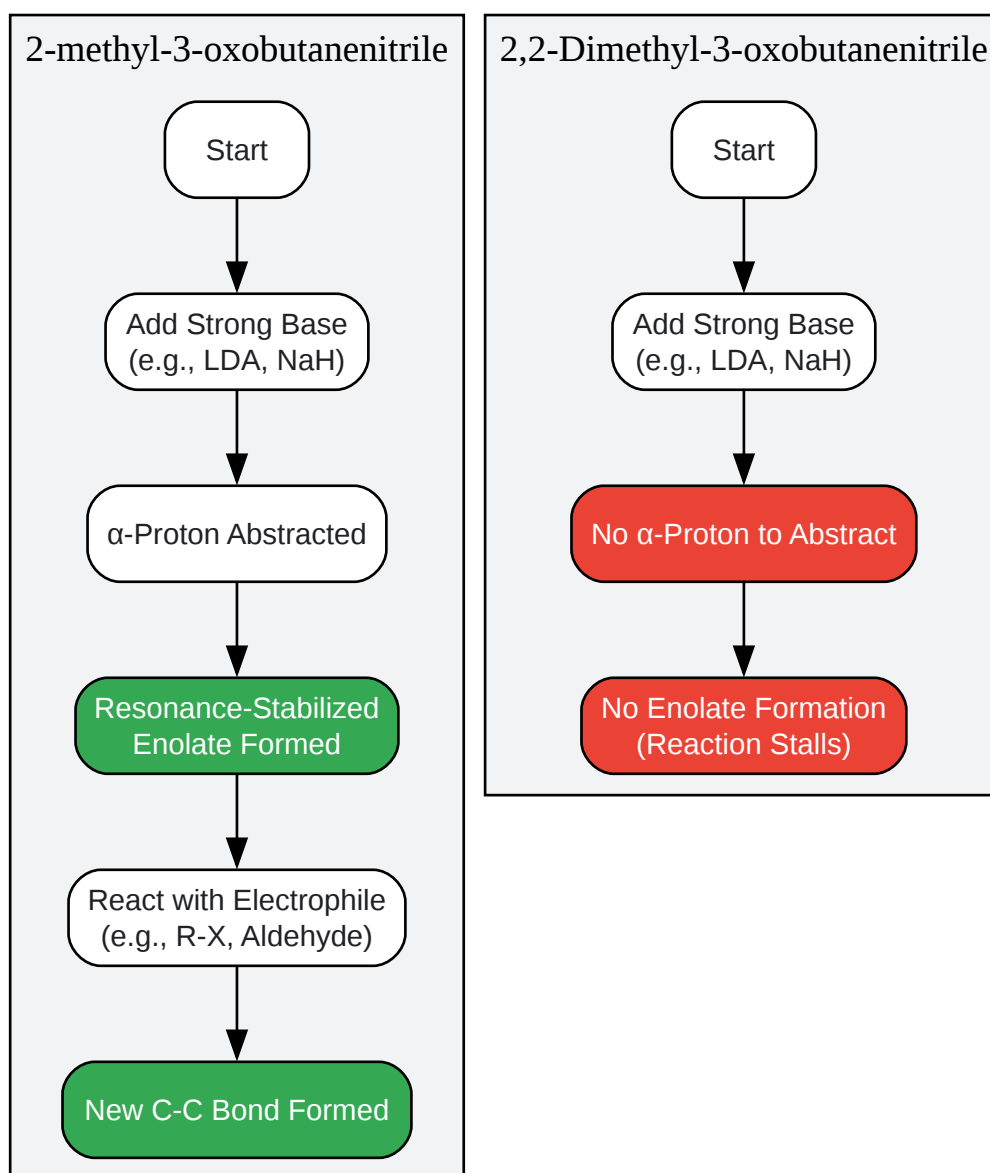 2-methyl-3-oxobutanenitrile
Start
Add Strong Base
(e.g., LDA, NaH)
α-Proton Abstracted
Resonance-Stabilized
Enolate Formed
React with Electrophile
(e.g., R-X, Aldehyde)
New C-C Bond Formed
2,2-Dimethyl-3-oxobutanenitrile
Start
Add Strong Base
(e.g., LDA, NaH)
No α-Proton to Abstract
No Enolate Formation
(Reaction Stalls)